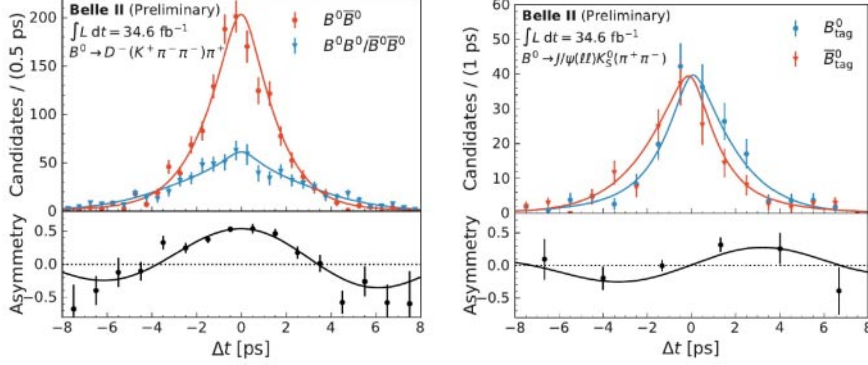 Belle II (Preliminary)
∫L dt = 34.6 fb⁻¹
B⁰→D⁻(K⁺π⁻π⁻)π⁺
B⁰B̅⁰
B⁰B⁰/B̅⁰B̅⁰
Candidates / (0.5 ps)
200
150
100
50
0
Asymmetry
0.5
0.0
−0.5
−8 −6 −4 −2 0 2 4 6 8
Δt [ps]
Belle II (Preliminary)
∫L dt = 34.6 fb⁻¹
B⁰→J/ψ(ℓℓ)K⁰_S(π⁺π⁻)
B⁰_tag
B̅⁰_tag
Candidates / (1 ps)
60
50
40
30
20
10
0
Asymmetry
0.5
0.0
−0.5
−8 −6 −4 −2 0 2 4 6 8
Δt [ps]